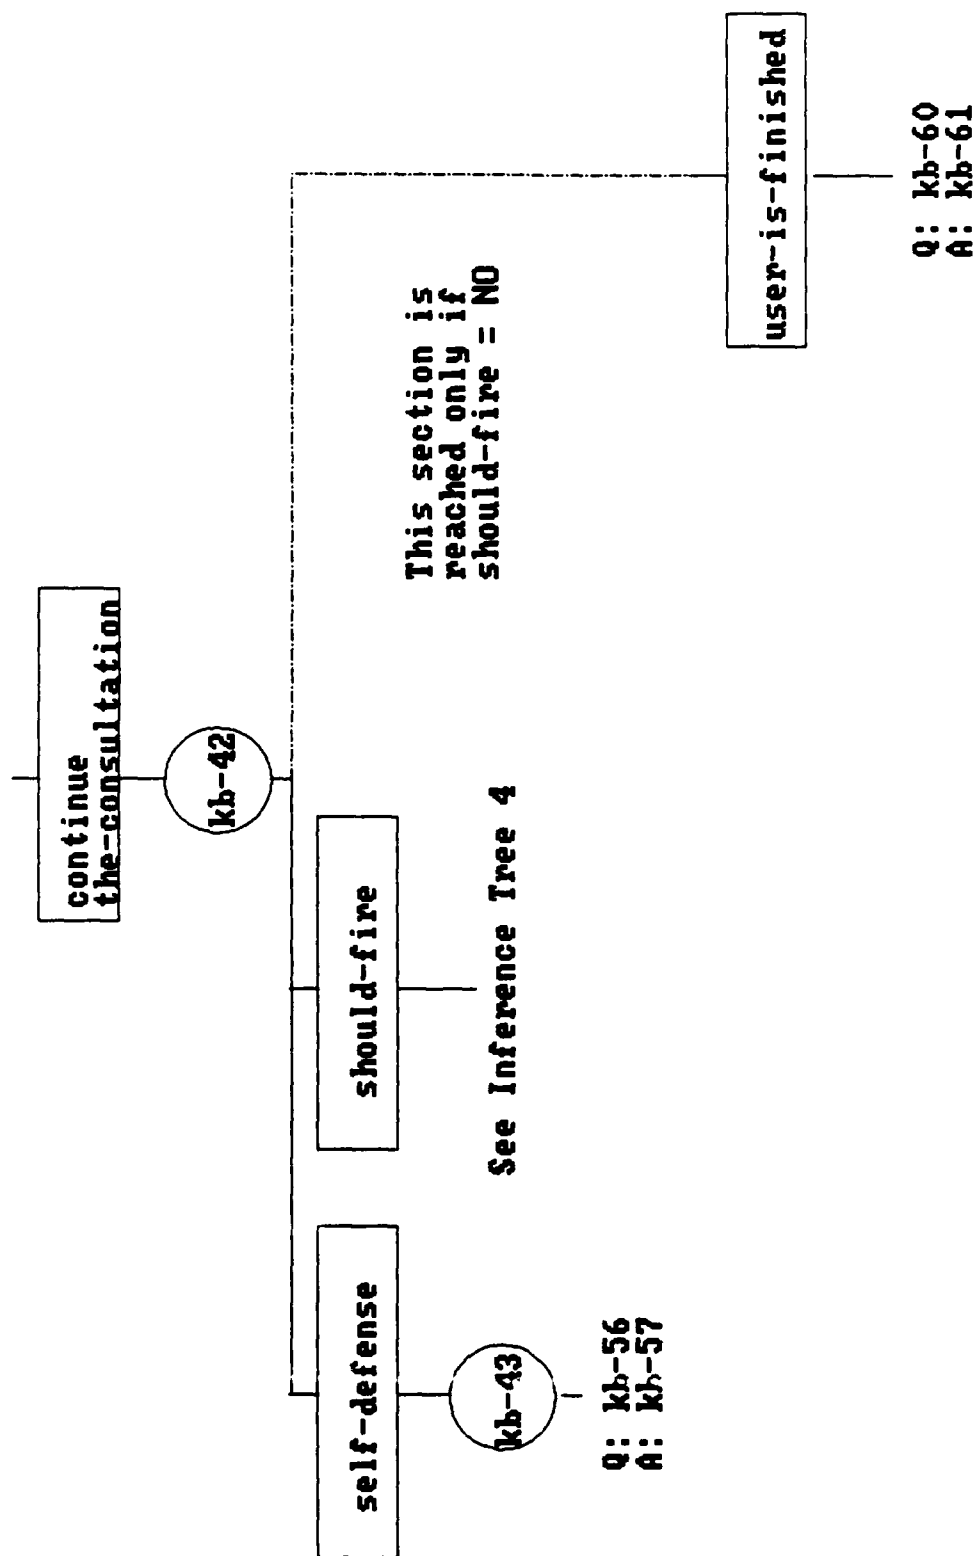 continue
the-consultation
kb-42
self-defense
should-fire
This section is
reached only if
should-fire = NO
kb-43
See Inference Tree 4
Q: kb-56
A: kb-57
user-is-finished
Q: kb-60
A: kb-61